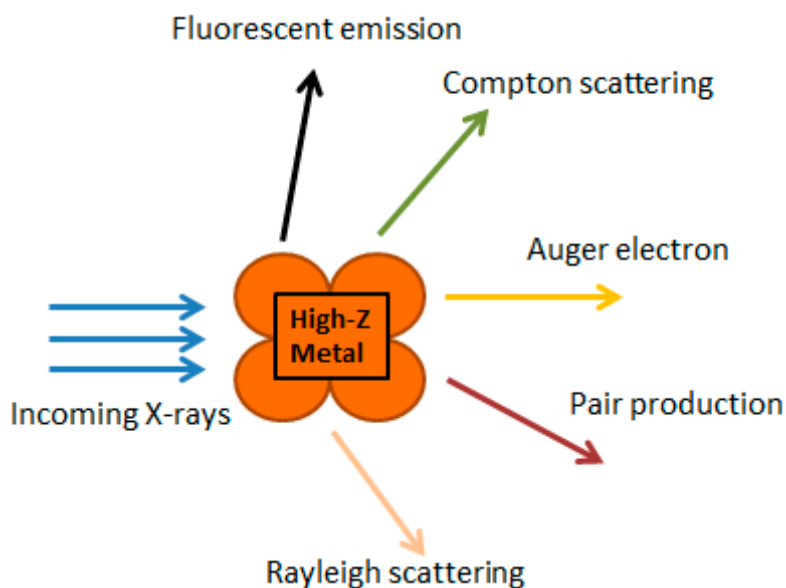 Fluorescent emission
Compton scattering
Auger electron
High-Z
Metal
Pair production
Incoming X-rays
Rayleigh scattering